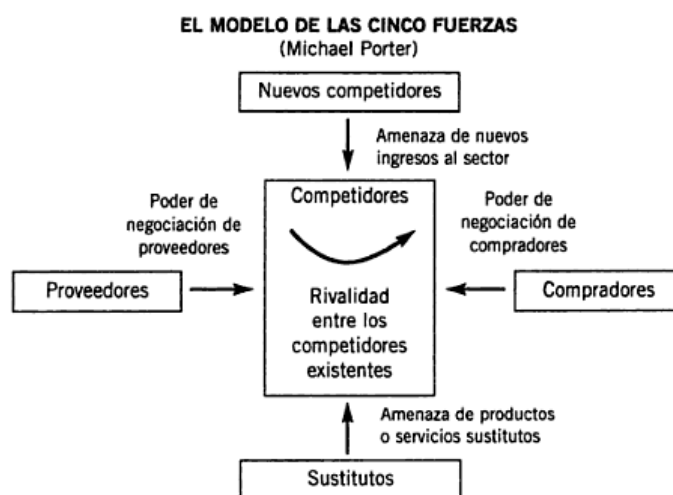 EL MODELO DE LAS CINCO FUERZAS
(Michael Porter)
Nuevos competidores
Amenaza de nuevos
ingresos al sector
Poder de
negociación de
proveedores
Competidores
Poder de
negociación de
compradores
Proveedores
Rivalidad
entre los
competidores
existentes
Compradores
Amenaza de productos
o servicios sustitutos
Sustitutos